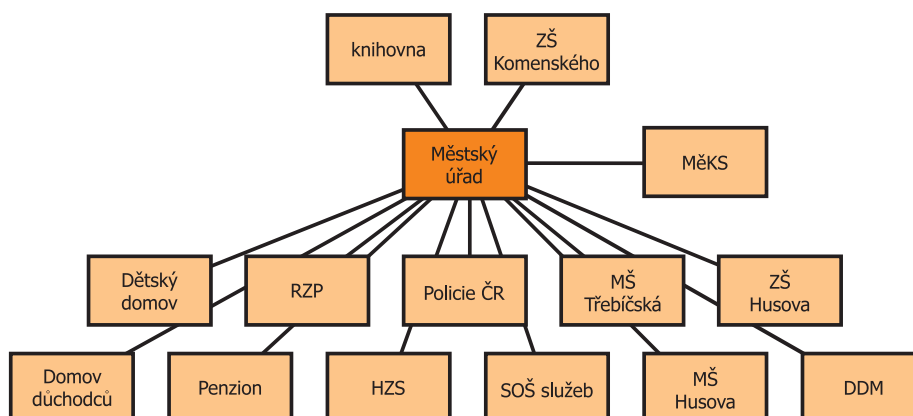 knihovna
ZŠ
Komenského
Městský
úřad
MěKS
Dětský
domov
RZP
Policie ČR
MŠ
Třebíčská
ZŠ
Husova
Domov
důchodců
Penzion
HZS
SOŠ služeb
MŠ
Husova
DDM